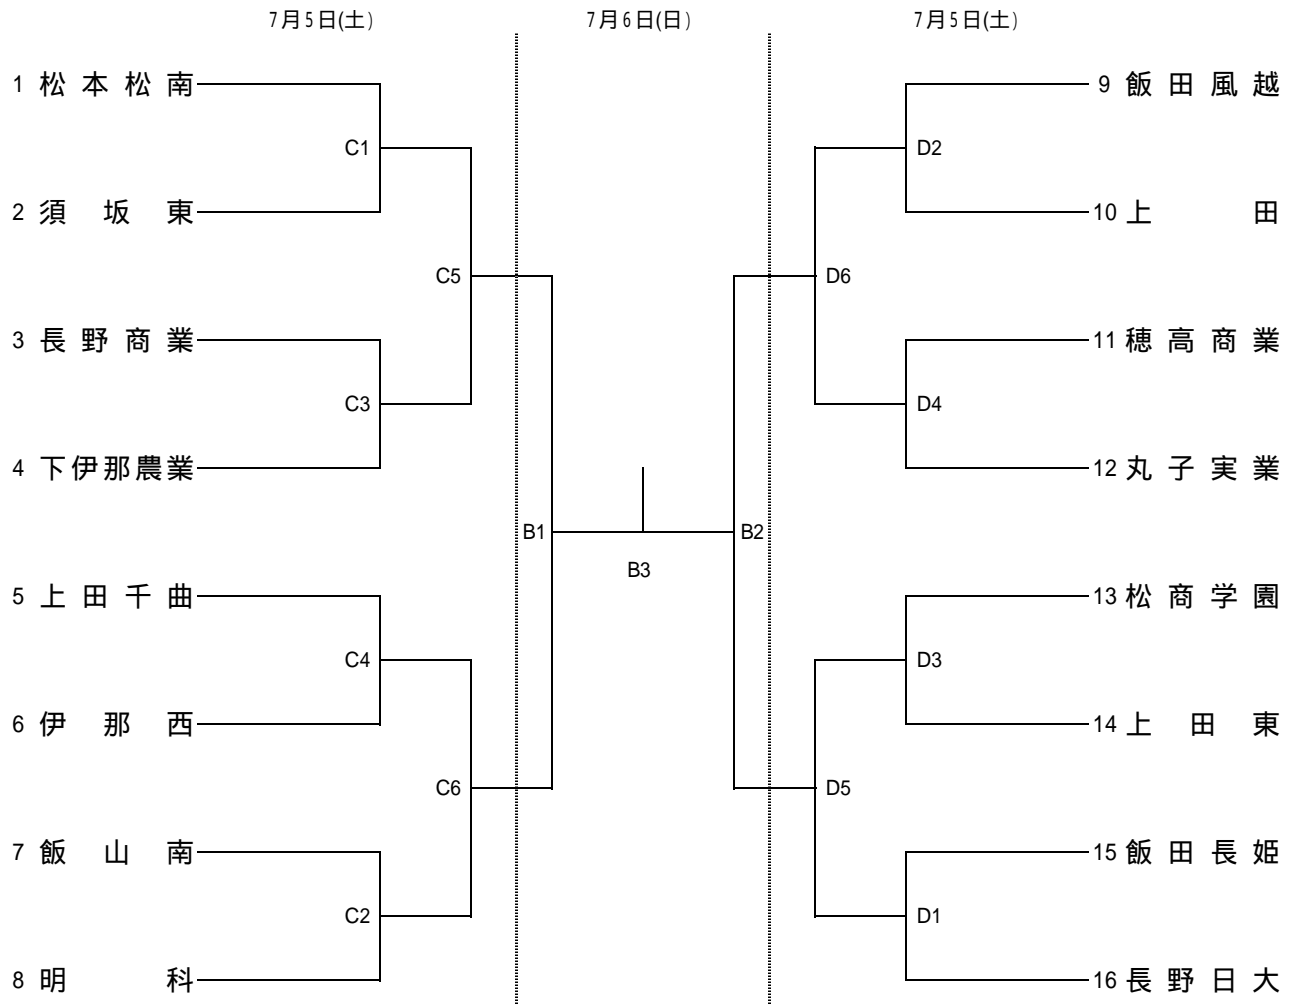 7月5日(土) 7月6日(日) 7月5日(土)
1 松本松南 9 飯田風越
C1 D2
2 須坂東 10 上田
C5 D6
3 長野商業 11 穂高商業
C3 D4
4 下伊那農業 12 丸子実業
B1 B2
B3
5 上田千曲 13 松商学園
C4 D3
6 伊那西 14 上田東
C6 D5
7 飯山南 15 飯田長姫
C2 D1
8 明科 16 長野日大